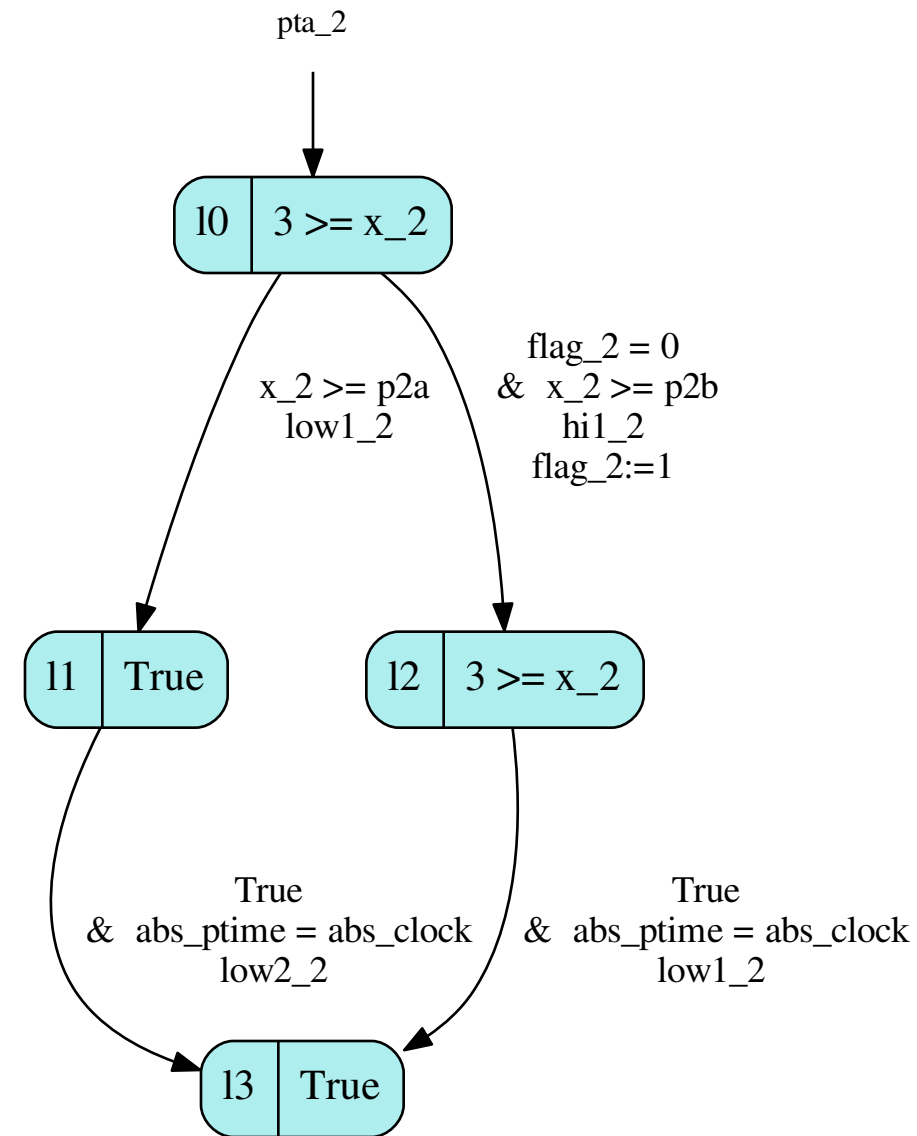 pta_2
l0 3 >= x_2
flag_2 = 0
x_2 >= p2a
& x_2 >= p2b
low1_2
hi1_2
flag_2:=1
l1 True
l2 3 >= x_2
True
& abs_ptime = abs_clock
low2_2
True
& abs_ptime = abs_clock
low1_2
l3 True